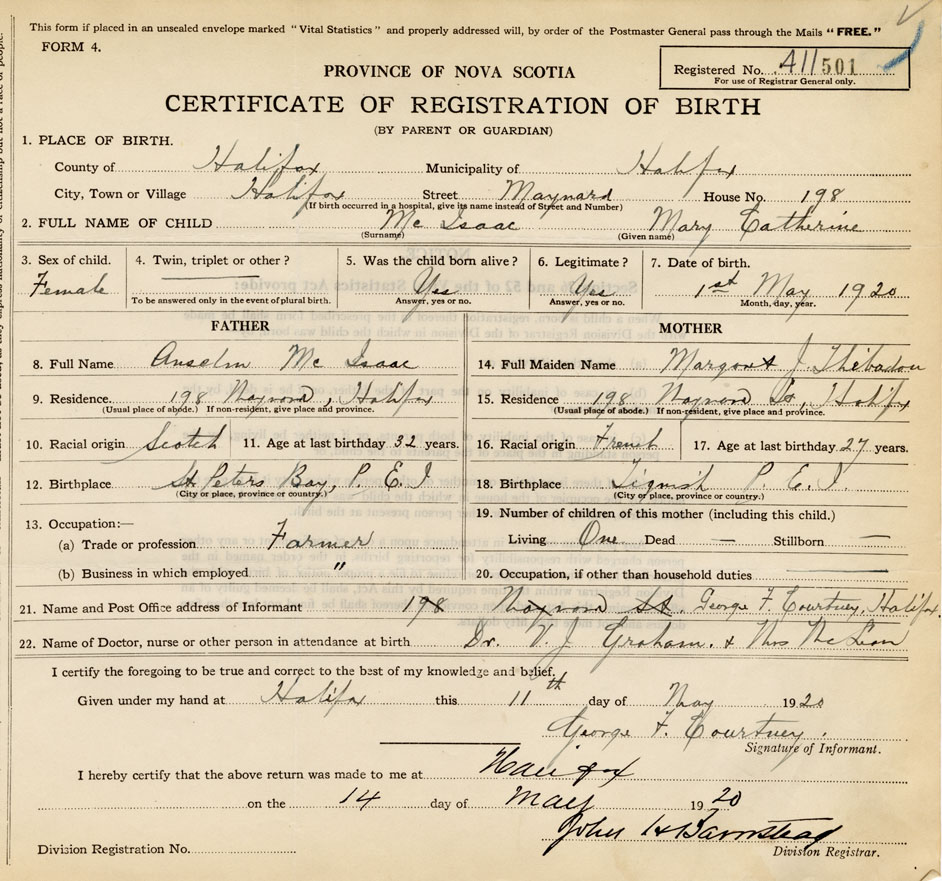 This form if placed in an unsealed envelope marked "Vital Statistics" and properly addressed will, by order of the Postmaster General pass through the Mails "FREE."
FORM 4.
Registered No. 411501
For use of Registrar General only.
PROVINCE OF NOVA SCOTIA
CERTIFICATE OF REGISTRATION OF BIRTH
(BY PARENT OR GUARDIAN)
1. PLACE OF BIRTH.
County of Halifax Municipality of Halifax
City, Town or Village Halifax Street Maynard House No. 198
(If birth occurred in a hospital, give its name instead of Street and Number)
2. FULL NAME OF CHILD Mc Isaac Mary Catherine
(Surname) (Given name)
3. Sex of child. 4. Twin, triplet or other? 5. Was the child born alive? 6. Legitimate? 7. Date of birth.
Female Yes Yes 1st May 1920
To be answered only in the event of plural birth. Answer, yes or no. Answer, yes or no. Month, day, year.
FATHER
8. Full Name Anselm Mc Isaac
9. Residence. 198 Maynard, Halifax
(Usual place of abode.) If non-resident, give place and province.
10. Racial origin Scotch 11. Age at last birthday 32 years.
12. Birthplace St. Peters Bay, P. E. I
(City or place, province or country.)
13. Occupation:—
(a) Trade or profession Farmer
(b) Business in which employed "
MOTHER
14. Full Maiden Name Margaret J. Thibadou
15. Residence 198 Maynard St., Halifax
(Usual place of abode.) If non-resident, give place and province.
16. Racial origin French 17. Age at last birthday 27 years.
18. Birthplace Tignish P. E. I.
(City or place, province or country.)
19. Number of children of this mother (including this child.)
Living One Dead — Stillborn —
20. Occupation, if other than household duties
21. Name and Post Office address of Informant 198 Maynard St. George F. Courtney, Halifax
22. Name of Doctor, nurse or other person in attendance at birth Dr. V. J. Graham. &
I certify the foregoing to be true and correct to the best of my knowledge and belief.
Given under my hand at Halifax this 11th day of May 1920
George F. Courtney.
Signature of Informant.
I hereby certify that the above return was made to me at Halifax
on the 14 day of May 1920
John H Barnstead
Division Registrar.
Division Registration No.